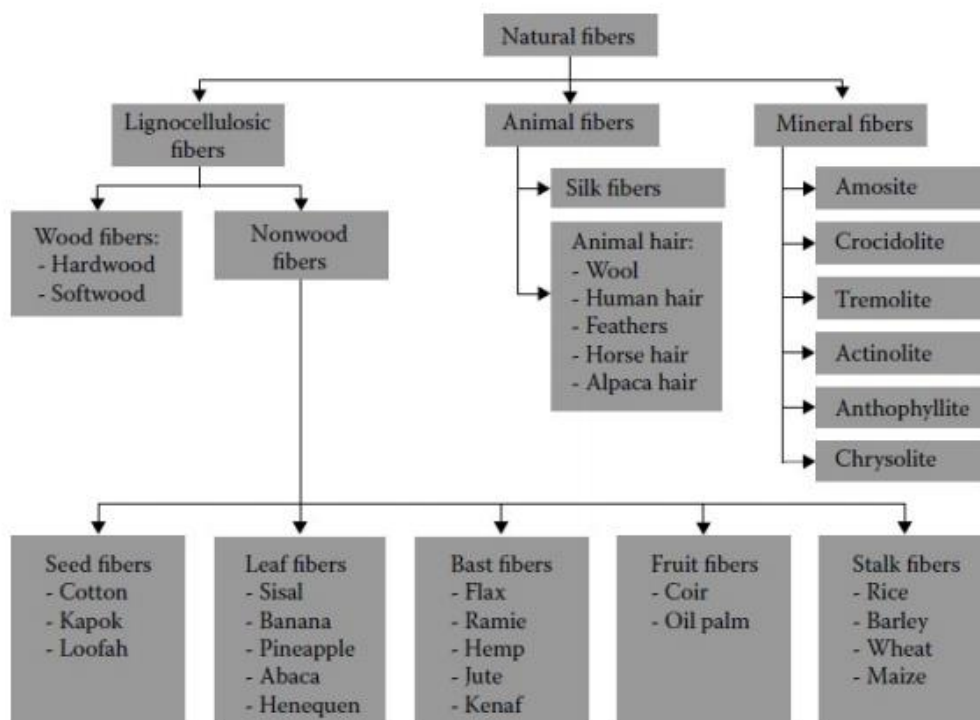 Natural fibers
Lignocellulosic
fibers
Animal fibers
Mineral fibers
Wood fibers:
- Hardwood
- Softwood
Nonwood
fibers
Silk fibers
Animal hair:
- Wool
- Human hair
- Feathers
- Horse hair
- Alpaca hair
Amosite
Crocidolite
Tremolite
Actinolite
Anthophyllite
Chrysolite
Seed fibers
- Cotton
- Kapok
- Loofah
Leaf fibers
- Sisal
- Banana
- Pineapple
- Abaca
- Henequen
Bast fibers
- Flax
- Ramie
- Hemp
- Jute
- Kenaf
Fruit fibers
- Coir
- Oil palm
Stalk fibers
- Rice
- Barley
- Wheat
- Maize